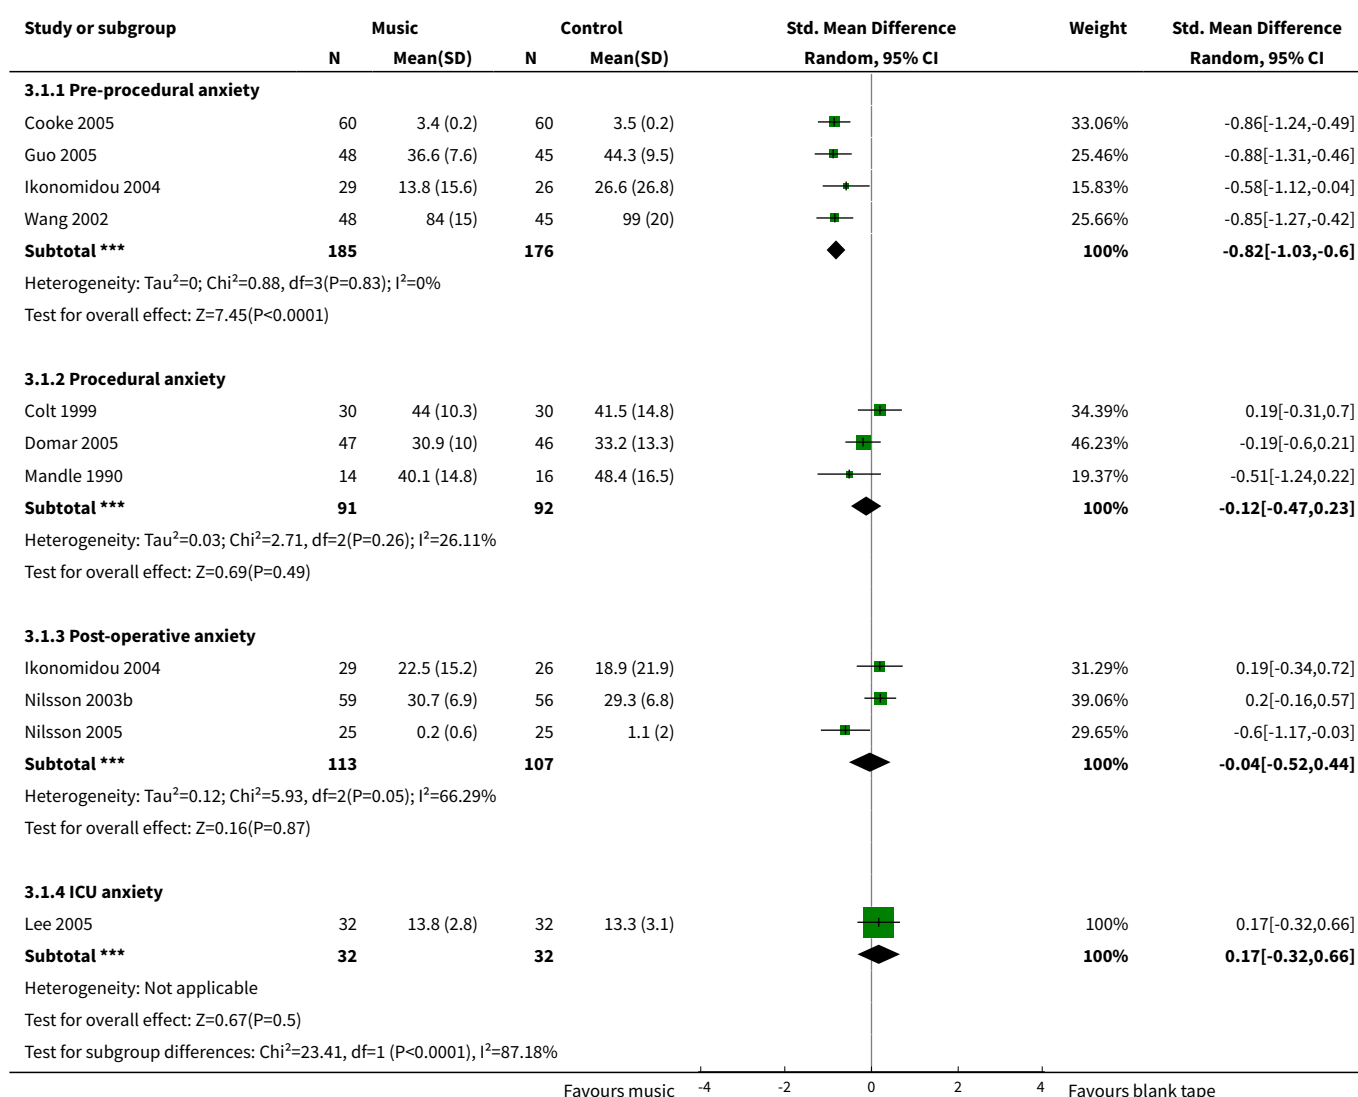 Study or subgroup Music Control Std. Mean Difference Weight Std. Mean Difference
N Mean(SD) N Mean(SD) Random, 95% CI Random, 95% CI
3.1.1 Pre-procedural anxiety
Cooke 2005 60 3.4 (0.2) 60 3.5 (0.2) 33.06% -0.86[-1.24,-0.49]
Guo 2005 48 36.6 (7.6) 45 44.3 (9.5) 25.46% -0.88[-1.31,-0.46]
Ikonomidou 2004 29 13.8 (15.6) 26 26.6 (26.8) 15.83% -0.58[-1.12,-0.04]
Wang 2002 48 84 (15) 45 99 (20) 25.66% -0.85[-1.27,-0.42]
Subtotal *** 185 176 100% -0.82[-1.03,-0.6]
Heterogeneity: Tau²=0; Chi²=0.88, df=3(P=0.83); I²=0%
Test for overall effect: Z=7.45(P<0.0001)
3.1.2 Procedural anxiety
Colt 1999 30 44 (10.3) 30 41.5 (14.8) 34.39% 0.19[-0.31,0.7]
Domar 2005 47 30.9 (10) 46 33.2 (13.3) 46.23% -0.19[-0.6,0.21]
Mandle 1990 14 40.1 (14.8) 16 48.4 (16.5) 19.37% -0.51[-1.24,0.22]
Subtotal *** 91 92 100% -0.12[-0.47,0.23]
Heterogeneity: Tau²=0.03; Chi²=2.71, df=2(P=0.26); I²=26.11%
Test for overall effect: Z=0.69(P=0.49)
3.1.3 Post-operative anxiety
Ikonomidou 2004 29 22.5 (15.2) 26 18.9 (21.9) 31.29% 0.19[-0.34,0.72]
Nilsson 2003b 59 30.7 (6.9) 56 29.3 (6.8) 39.06% 0.2[-0.16,0.57]
Nilsson 2005 25 0.2 (0.6) 25 1.1 (2) 29.65% -0.6[-1.17,-0.03]
Subtotal *** 113 107 100% -0.04[-0.52,0.44]
Heterogeneity: Tau²=0.12; Chi²=5.93, df=2(P=0.05); I²=66.29%
Test for overall effect: Z=0.16(P=0.87)
3.1.4 ICU anxiety
Lee 2005 32 13.8 (2.8) 32 13.3 (3.1) 100% 0.17[-0.32,0.66]
Subtotal *** 32 32 100% 0.17[-0.32,0.66]
Heterogeneity: Not applicable
Test for overall effect: Z=0.67(P=0.5)
Test for subgroup differences: Chi²=23.41, df=1 (P<0.0001), I²=87.18%
Favours music -4 -2 0 2 4 Favours blank tape